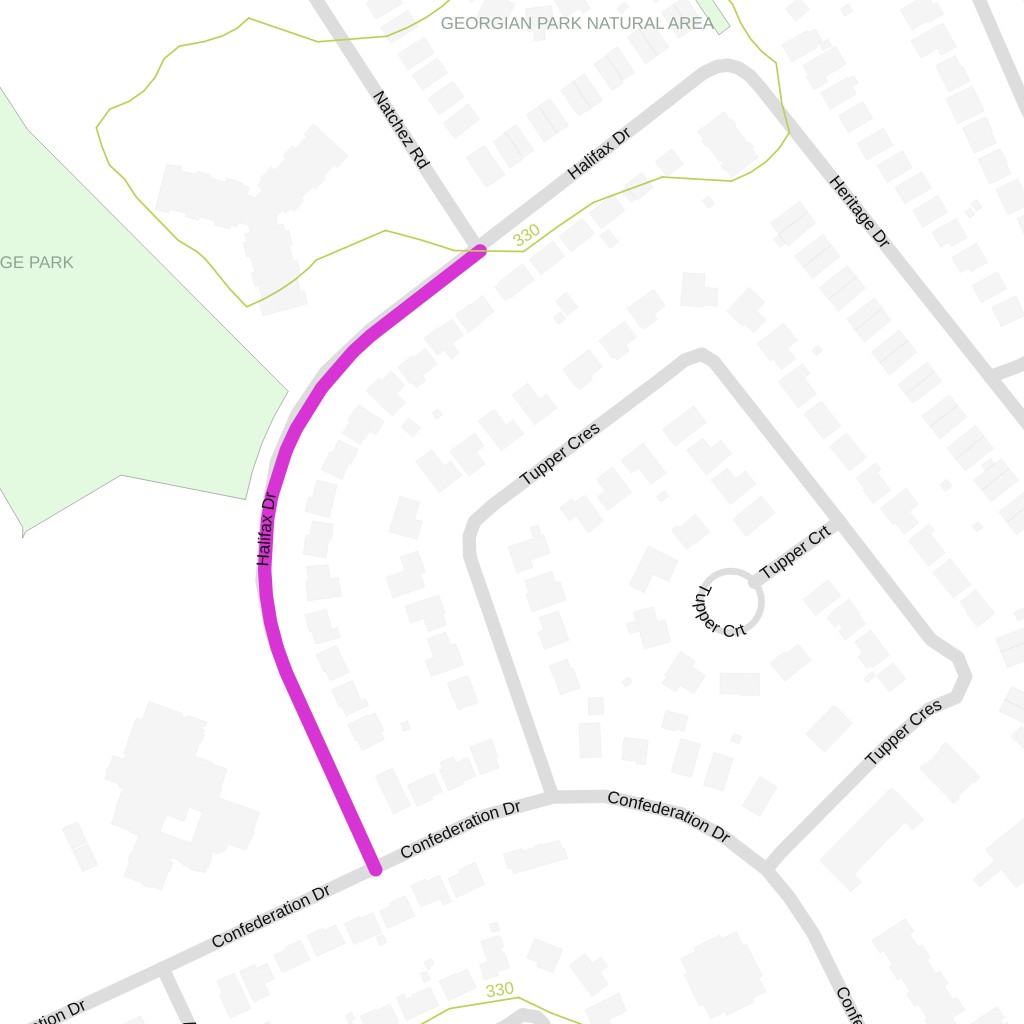 GEORGIAN PARK NATURAL AREA
Natchez Rd
Halifax Dr
Heritage Dr
330
GE PARK
Tupper Cres
Halifax Dr
Tupper Crt
Tupper Crt
Tupper Cres
Confederation Dr
Confederation Dr
Confederation Dr
330
ation Dr
Confe